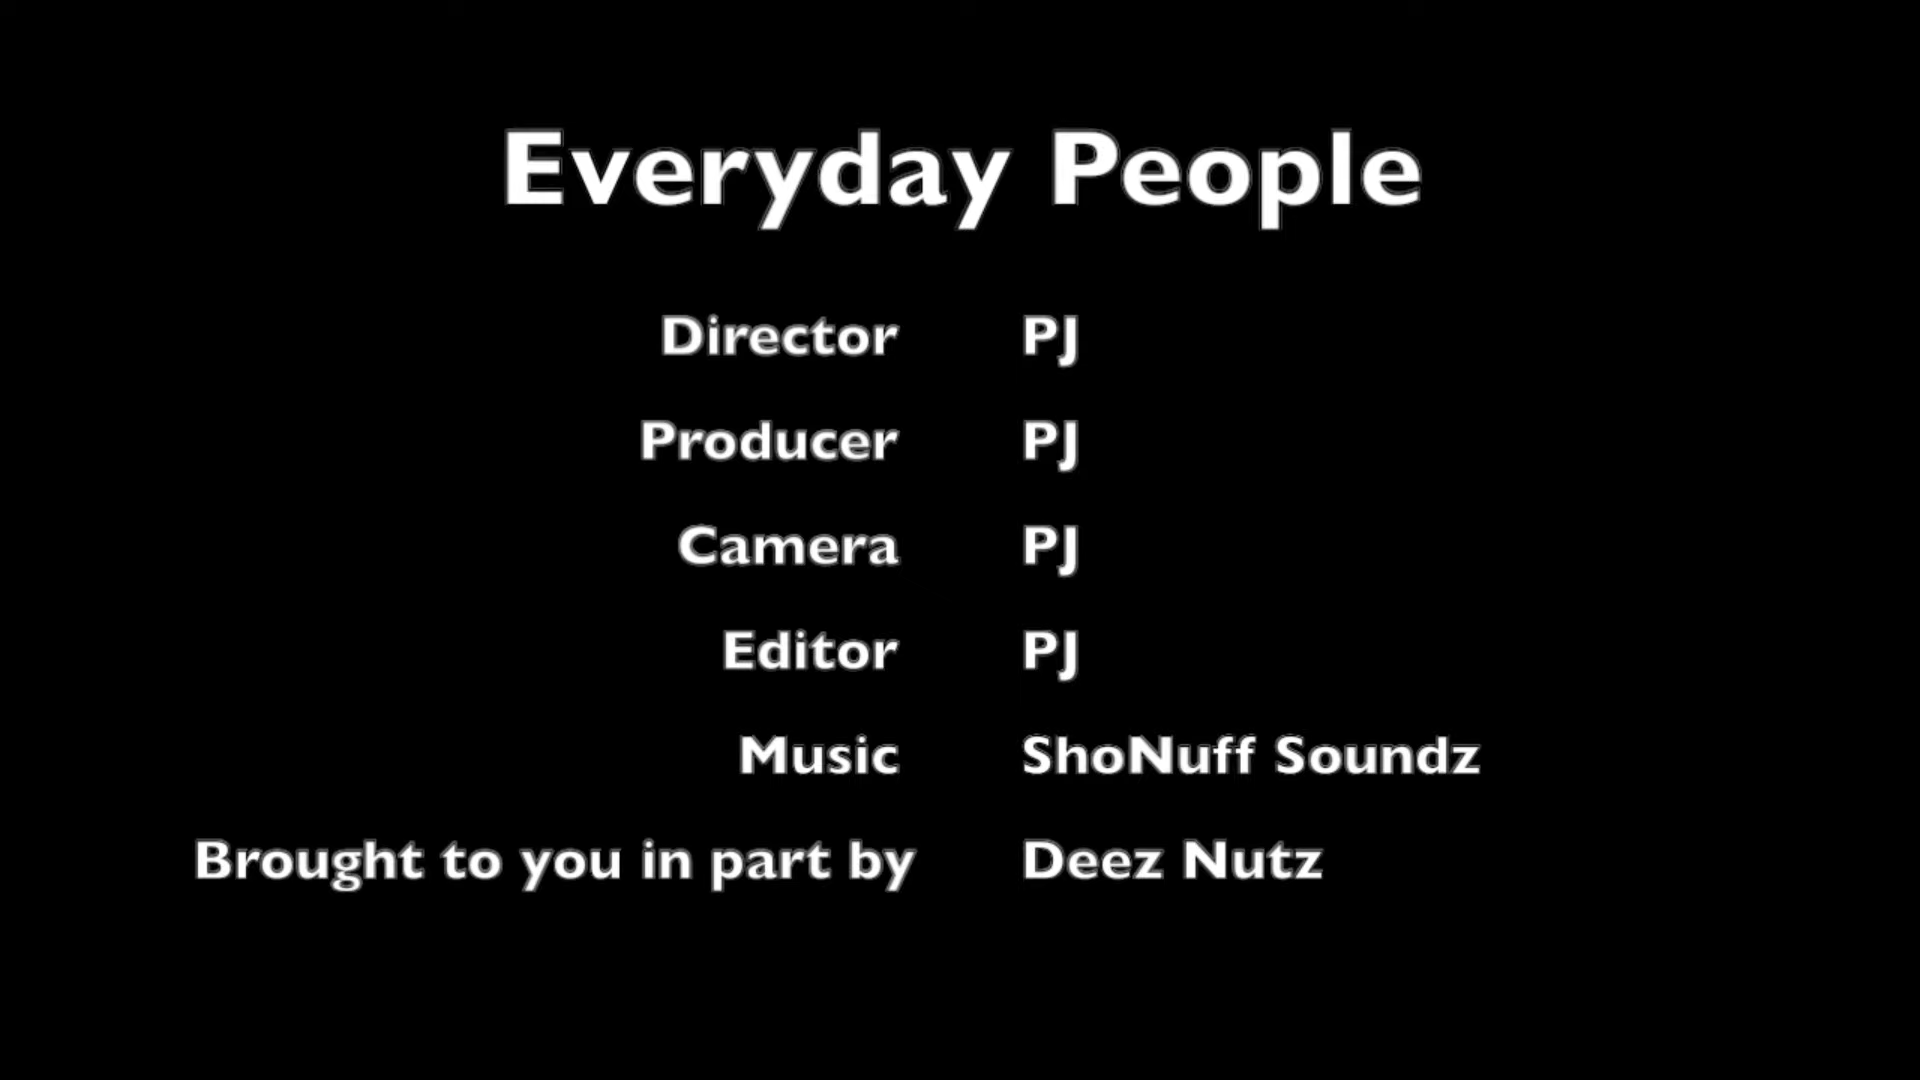 Everyday People
Director PJ
Producer PJ
Camera PJ
Editor PJ
Music ShoNuff Soundz
Brought to you in part by Deez Nutz